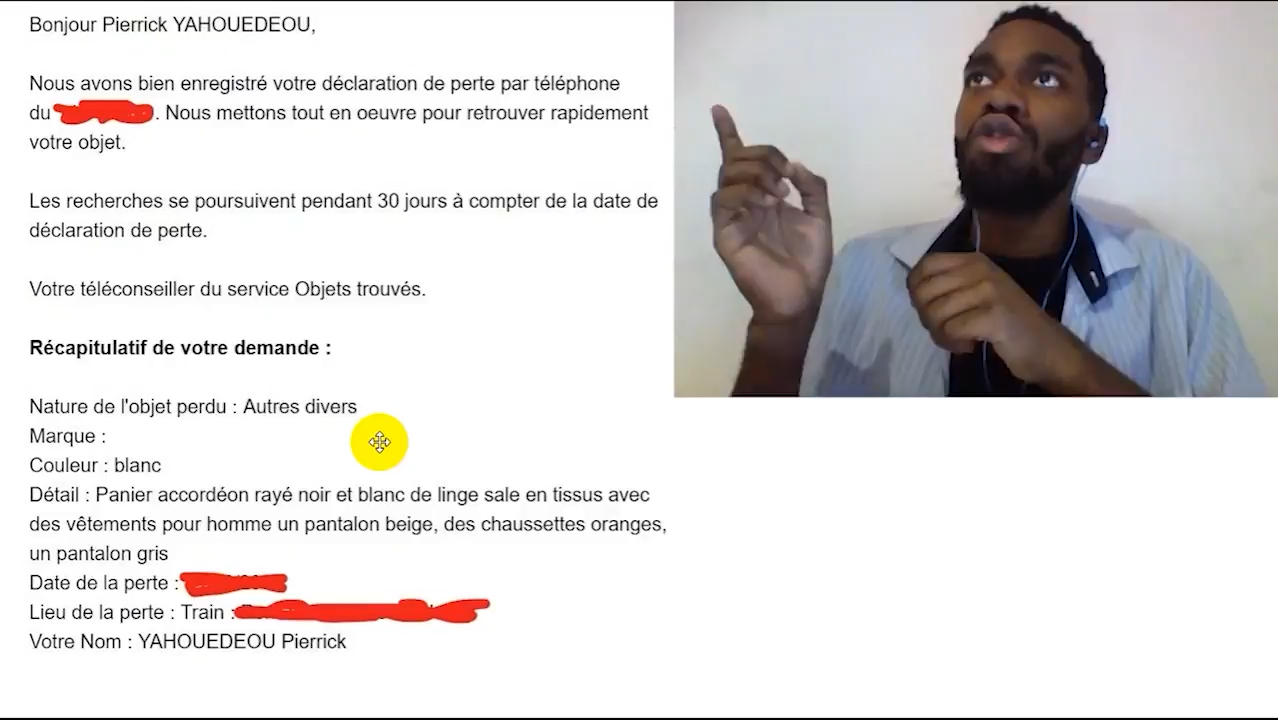 Bonjour Pierrick YAHOUEDEOU,
Nous avons bien enregistré votre déclaration de perte par téléphone
du . Nous mettons tout en oeuvre pour retrouver rapidement
votre objet.
Les recherches se poursuivent pendant 30 jours à compter de la date de
déclaration de perte.
Votre téléconseiller du service Objets trouvés.
Récapitulatif de votre demande :
Nature de l'objet perdu : Autres divers
Marque :
Couleur : blanc
Détail : Panier accordéon rayé noir et blanc de linge sale en tissus avec
des vêtements pour homme un pantalon beige, des chaussettes oranges,
un pantalon gris
Date de la perte :
Lieu de la perte : Train :
Votre Nom : YAHOUEDEOU Pierrick